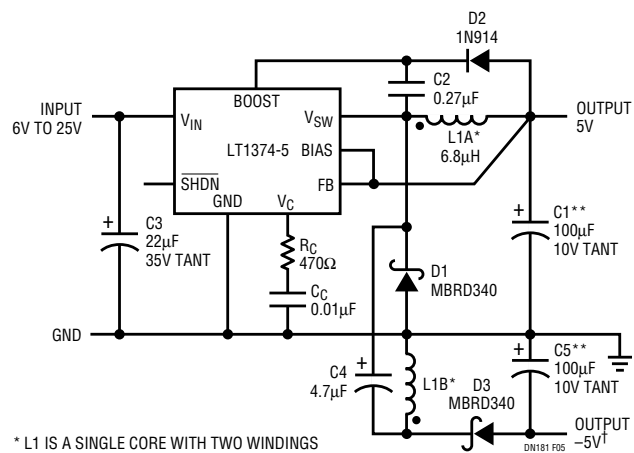 D2
1N914
C2
0.27µF
INPUT
6V TO 25V
BOOST
V_IN
V_SW
LT1374-5
BIAS
SHDN
FB
GND
V_C
L1A*
6.8µH
OUTPUT
5V
+
C3
22µF
35V TANT
R_C
470Ω
C_C
0.01µF
D1
MBRD340
+
C1**
100µF
10V TANT
GND
+
C4
4.7µF
L1B*
D3
MBRD340
+
C5**
100µF
10V TANT
OUTPUT
–5V†
* L1 IS A SINGLE CORE WITH TWO WINDINGS
DN181 F05